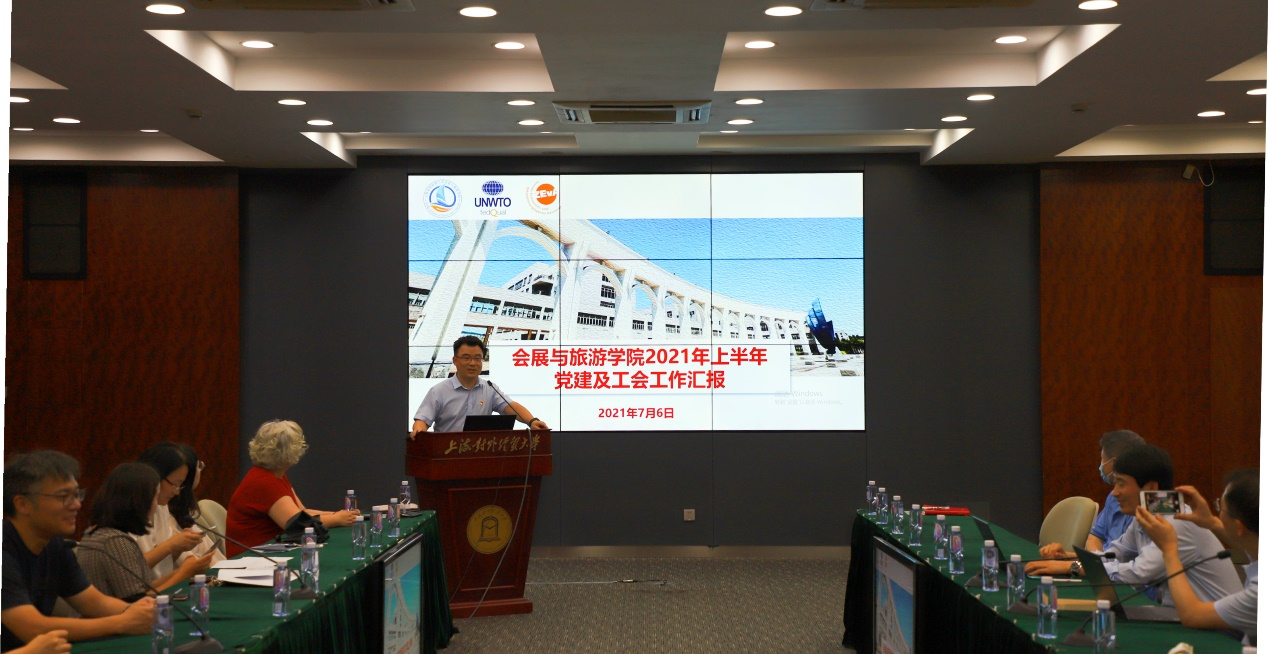 UNWTO
TedQual
ZEVA
会展与旅游学院2021年上半年
党建及工会工作汇报
2021年7月6日
上海对外经贸大学